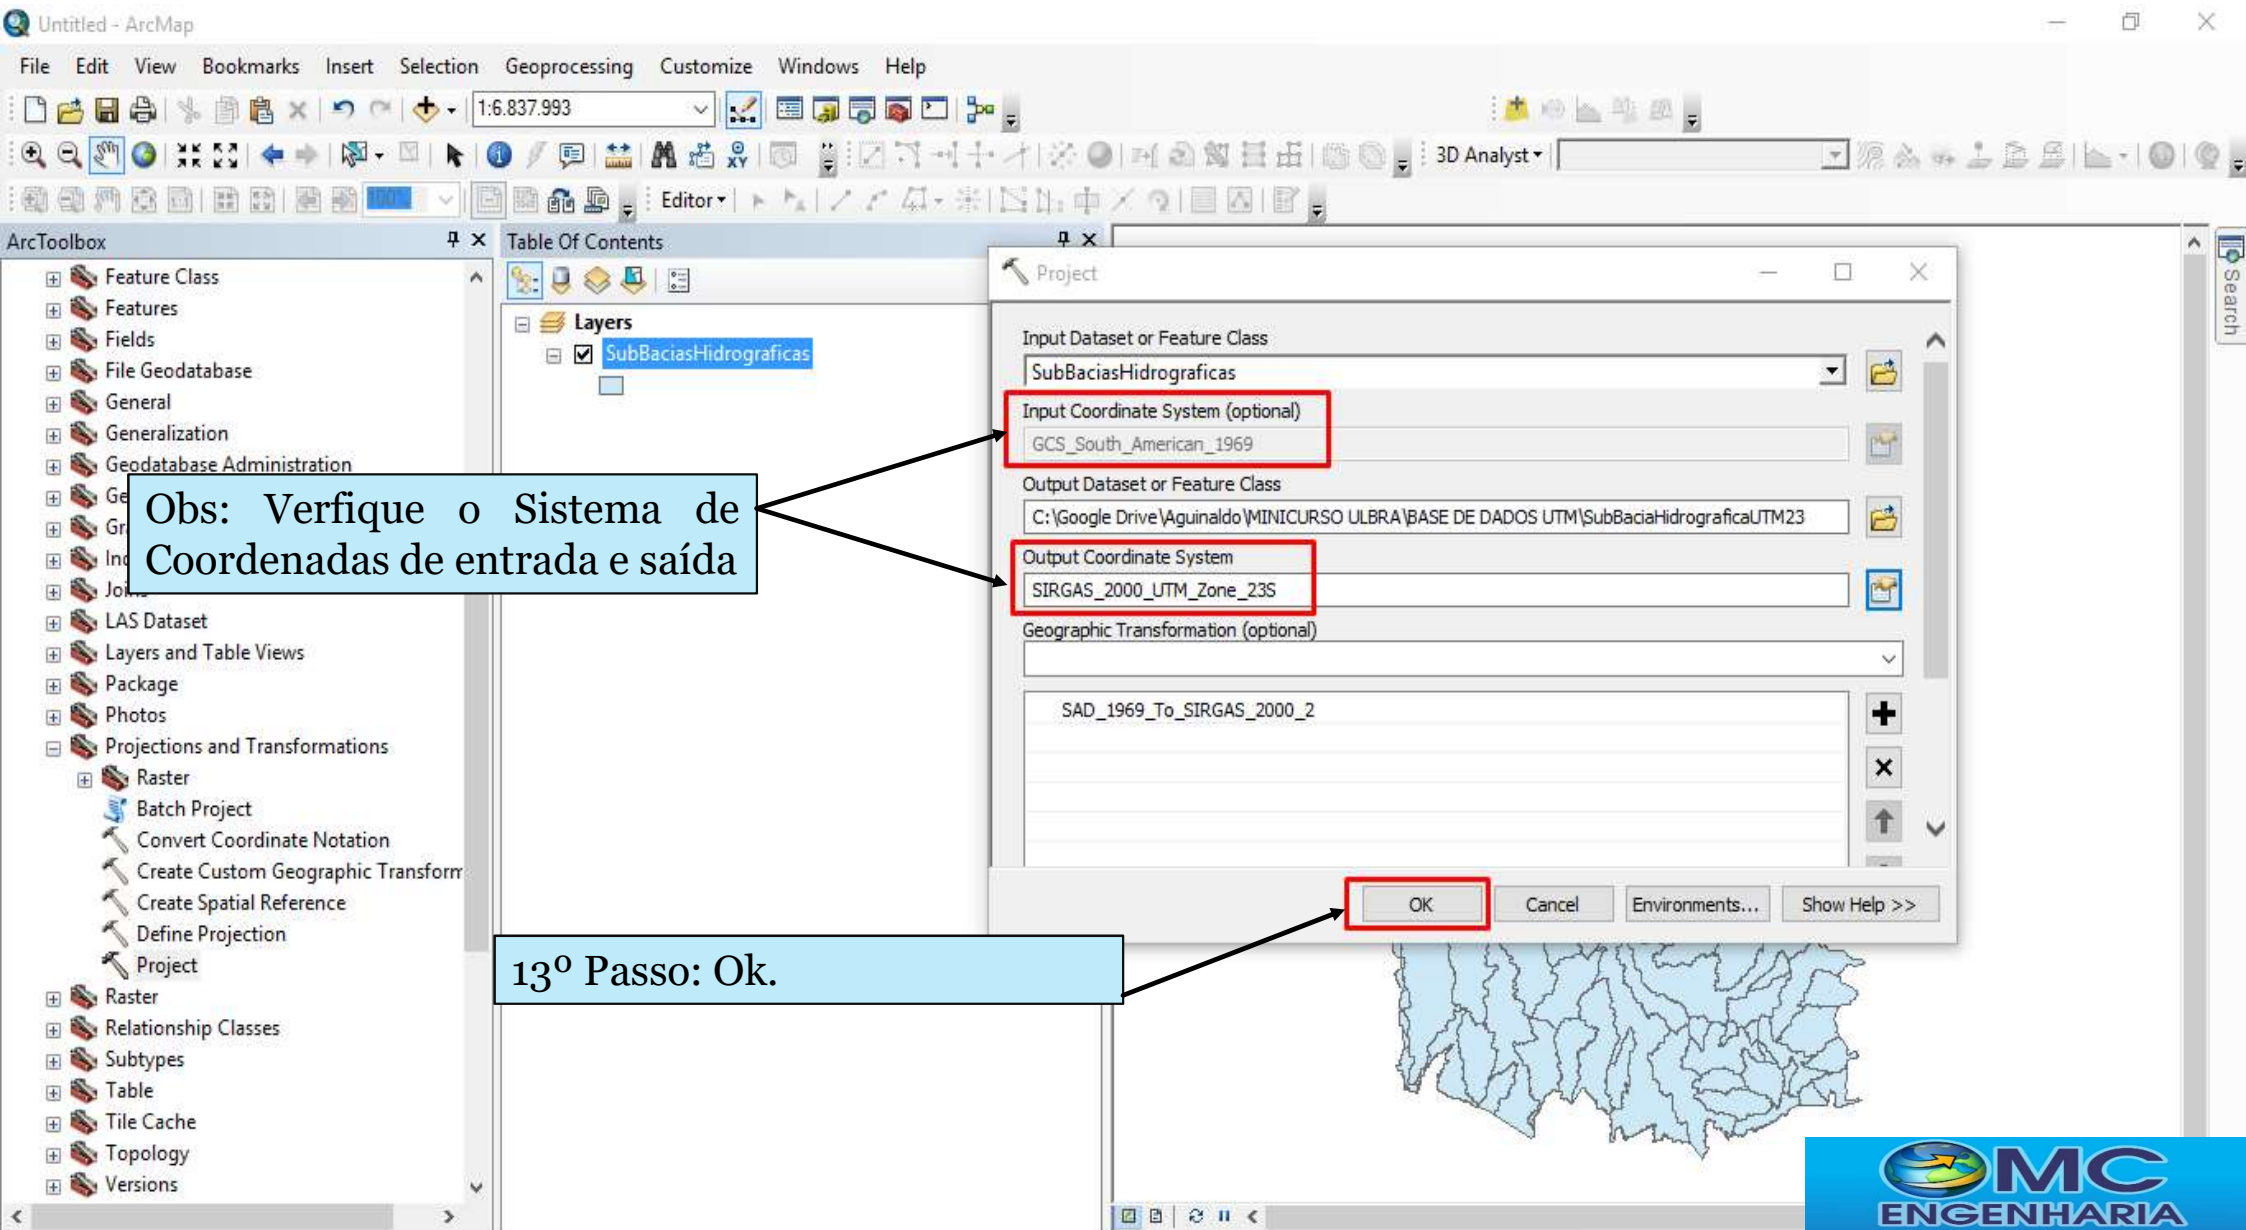 Untitled - ArcMap
File Edit View Bookmarks Insert Selection Geoprocessing Customize Windows Help
1:6.837.993
3D Analyst
100%
Editor
ArcToolbox
Feature Class
Features
Fields
File Geodatabase
General
Generalization
Geodatabase Administration
Ge
Gr
Inc
Joins
LAS Dataset
Layers and Table Views
Package
Photos
Projections and Transformations
Raster
Batch Project
Convert Coordinate Notation
Create Custom Geographic Transform
Create Spatial Reference
Define Projection
Project
Raster
Relationship Classes
Subtypes
Table
Tile Cache
Topology
Versions
Table Of Contents
Layers
SubBaciasHidrograficas
Obs: Verfique o Sistema de
Coordenadas de entrada e saída
13º Passo: Ok.
Project
Input Dataset or Feature Class
SubBaciasHidrograficas
Input Coordinate System (optional)
GCS_South_American_1969
Output Dataset or Feature Class
C:\Google Drive\Aguinaldo\MINICURSO ULBRA\BASE DE DADOS UTM\SubBaciaHidrograficaUTM23
Output Coordinate System
SIRGAS_2000_UTM_Zone_23S
Geographic Transformation (optional)
SAD_1969_To_SIRGAS_2000_2
OK Cancel Environments... Show Help >>
Search
MC
ENGENHARIA